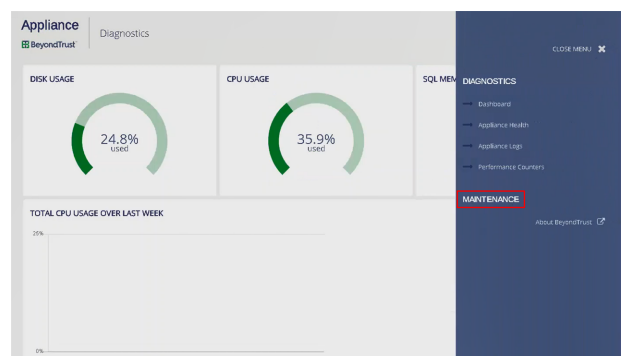 Appliance
BeyondTrust
Diagnostics
CLOSE MENU
DISK USAGE
24.8%
used
CPU USAGE
35.9%
used
SQL MEM
DIAGNOSTICS
Dashboard
Appliance Health
Appliance Logs
Performance Counters
MAINTENANCE
About BeyondTrust
TOTAL CPU USAGE OVER LAST WEEK
26%
0%